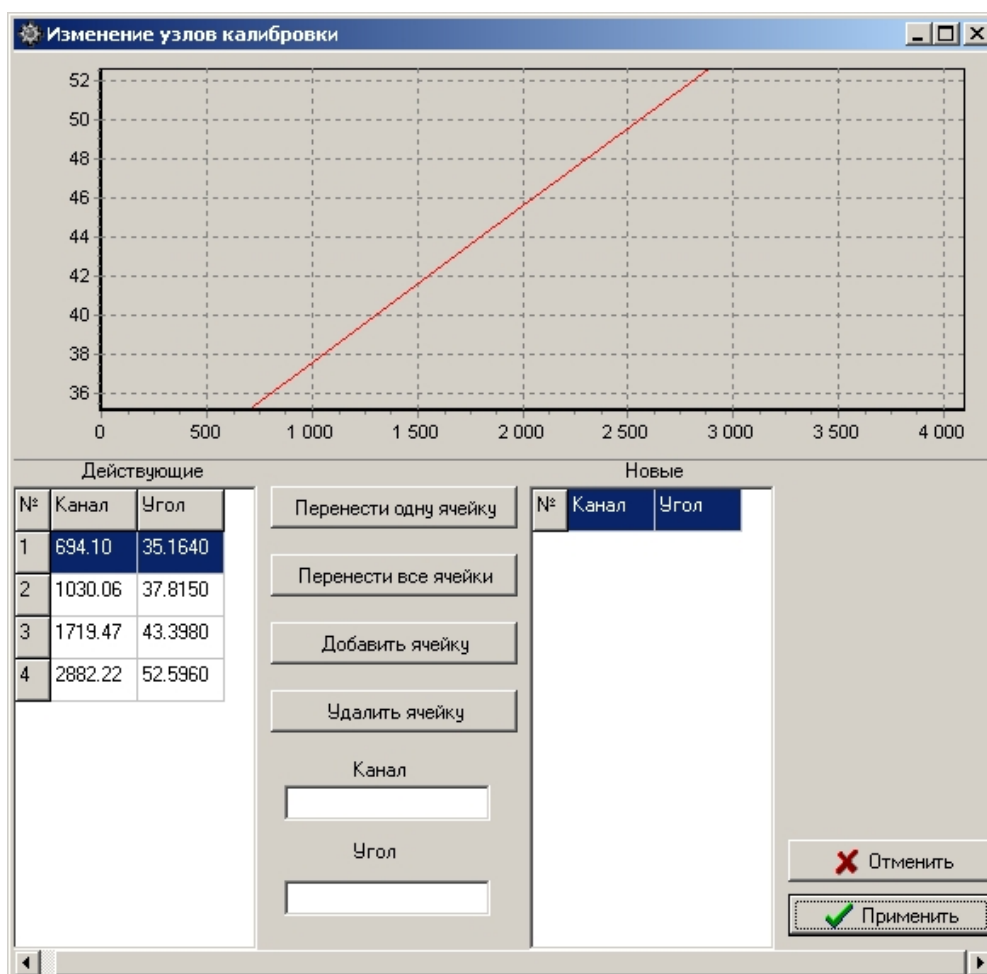 Изменение узлов калибровки
52
50
48
46
44
42
40
38
36
0 500 1 000 1 500 2 000 2 500 3 000 3 500 4 000
Действующие
№ Канал Угол
1 694.10 35.1640
2 1030.06 37.8150
3 1719.47 43.3980
4 2882.22 52.5960
Перенести одну ячейку
Перенести все ячейки
Добавить ячейку
Удалить ячейку
Канал
Угол
Новые
№ Канал Угол
Отменить
Применить